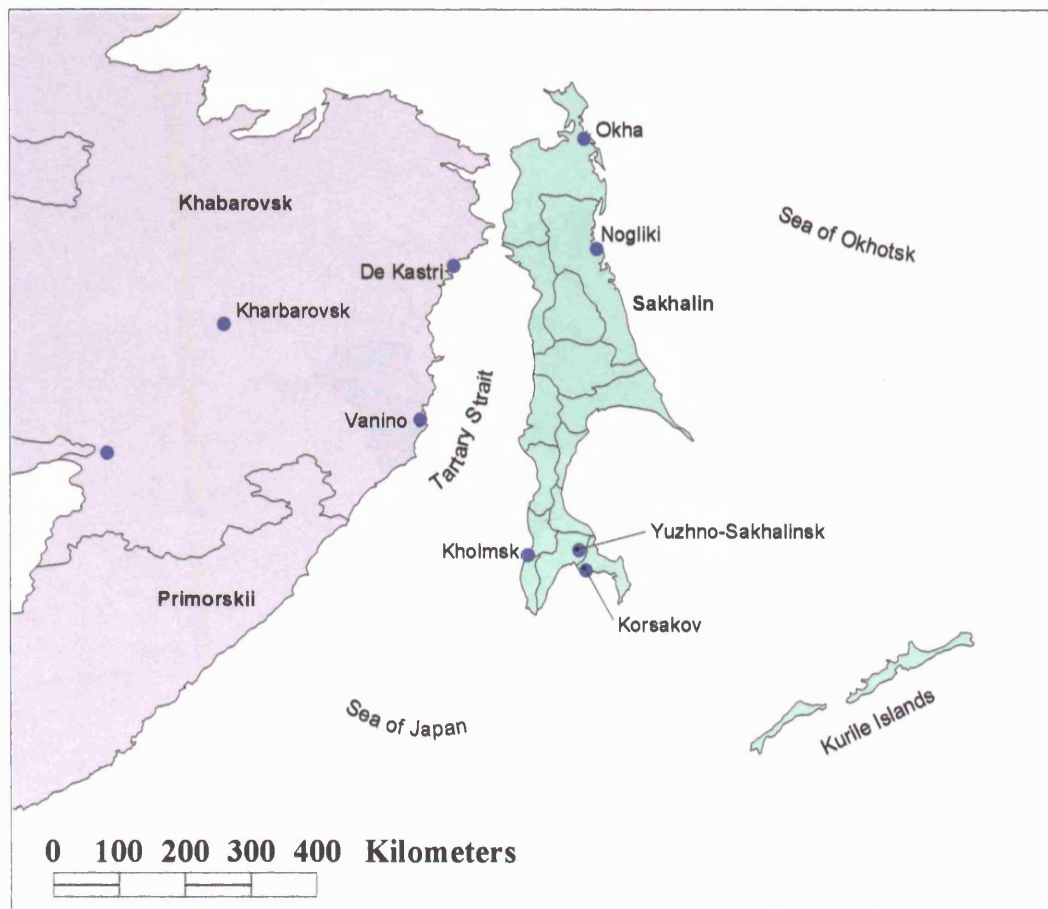 Okha
Khabarovsk
Sea of Okhotsk
Nogliki
De Kastri
Sakhalin
Kharbarovsk
Vanino
Tartary Strait
Yuzhno-Sakhalinsk
Kholmsk
Primorskii
Korsakov
Sea of Japan
Kurile Islands
0 100 200 300 400 Kilometers